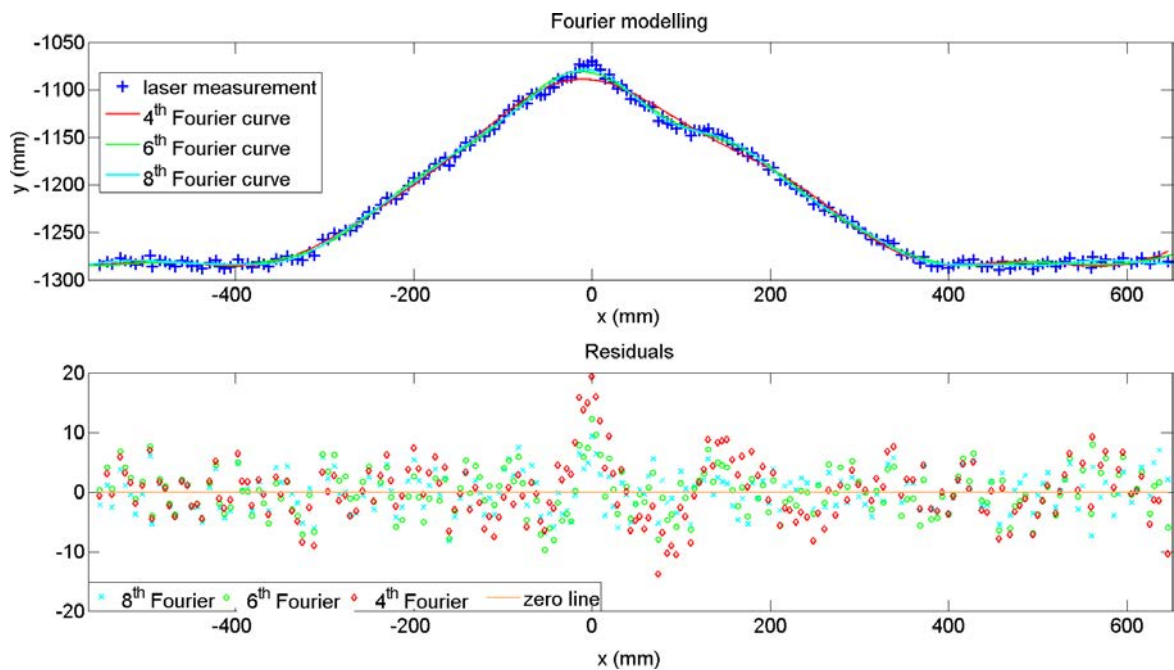 Fourier modelling
-1050
-1100
-1150
-1200
-1250
-1300
y (mm)
laser measurement
4th Fourier curve
6th Fourier curve
8th Fourier curve
-400 -200 0 200 400 600
x (mm)
Residuals
20
10
0
-10
-20
8th Fourier 6th Fourier 4th Fourier zero line
-400 -200 0 200 400 600
x (mm)